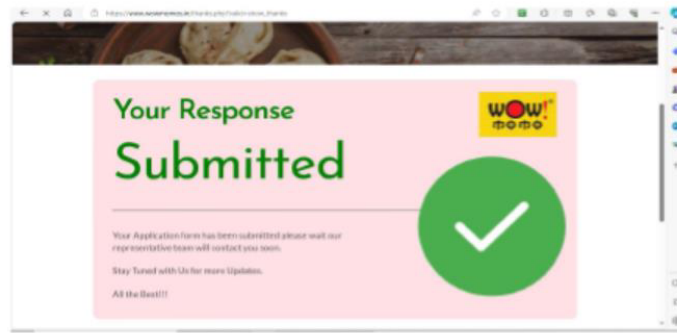 Your Response
WOW!
Submitted
Your Application form has been submitted please wait our
representative team will contact you soon.
Stay Tuned with Us for more Updates.
All the Best!!!